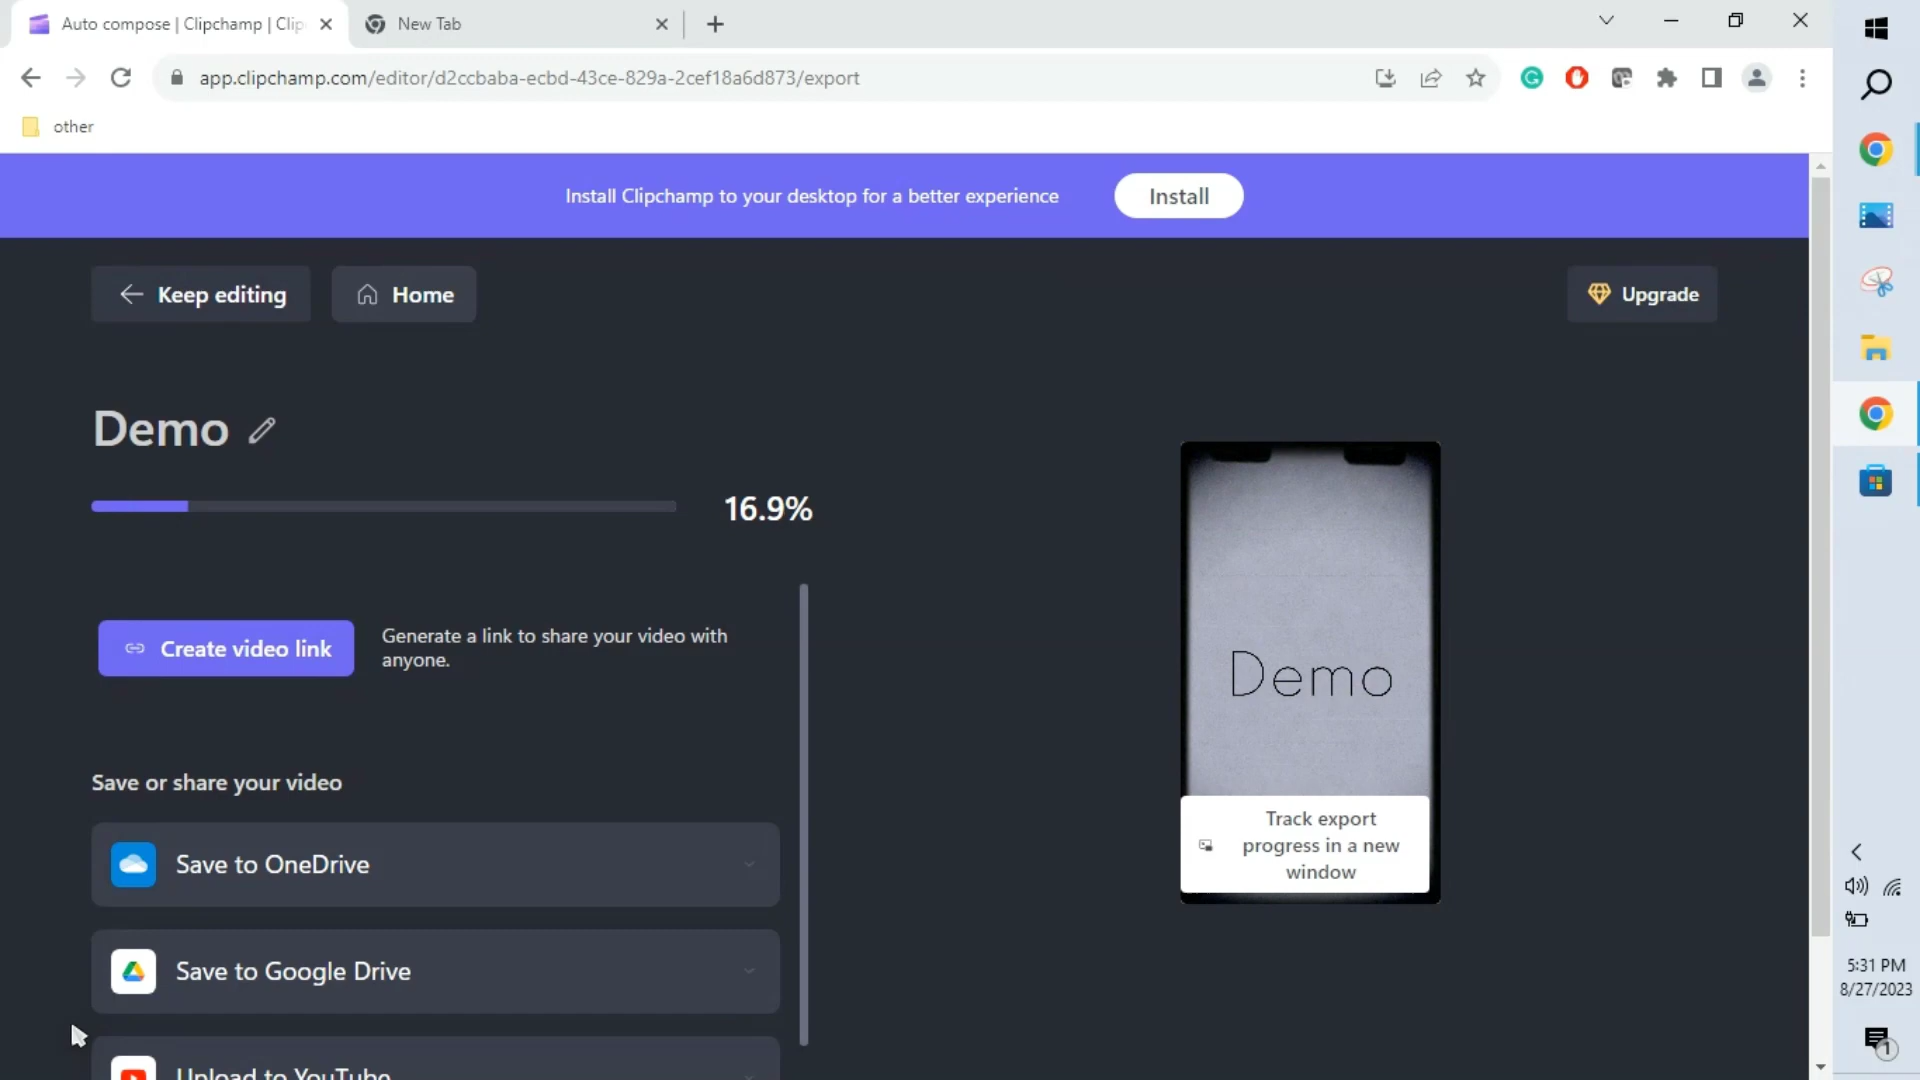 Auto compose | Clipchamp | Clip
New Tab
app.clipchamp.com/editor/d2ccbaba-ecbd-43ce-829a-2cef18a6d873/export
other
Install Clipchamp to your desktop for a better experience
Install
Keep editing
Home
Upgrade
Demo
16.9%
Create video link
Generate a link to share your video with
anyone.
Save or share your video
Save to OneDrive
Save to Google Drive
Upload to YouTube
Demo
Track export
progress in a new
window
5:31 PM
8/27/2023
1